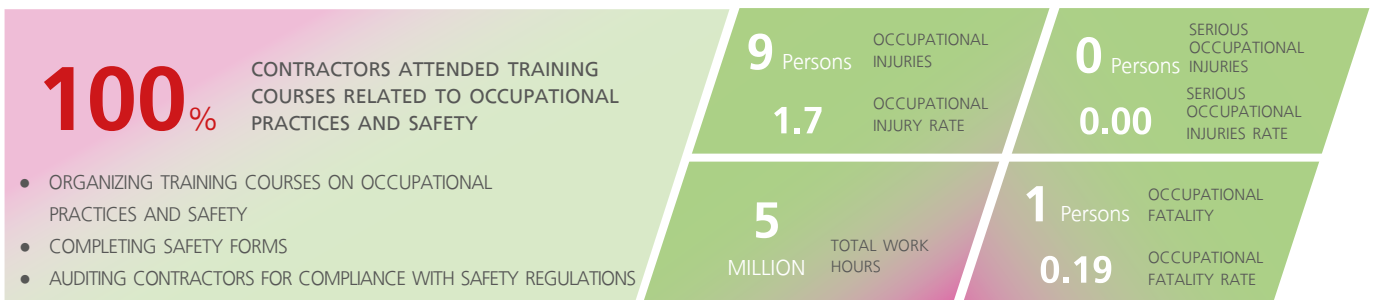 100%
CONTRACTORS ATTENDED TRAINING
COURSES RELATED TO OCCUPATIONAL
PRACTICES AND SAFETY
● ORGANIZING TRAINING COURSES ON OCCUPATIONAL
PRACTICES AND SAFETY
● COMPLETING SAFETY FORMS
● AUDITING CONTRACTORS FOR COMPLIANCE WITH SAFETY REGULATIONS
9 Persons
OCCUPATIONAL
INJURIES
1.7
OCCUPATIONAL
INJURY RATE
0 Persons
SERIOUS
OCCUPATIONAL
INJURIES
0.00
SERIOUS
OCCUPATIONAL
INJURIES RATE
5
MILLION
TOTAL WORK
HOURS
1 Persons
OCCUPATIONAL
FATALITY
0.19
OCCUPATIONAL
FATALITY RATE